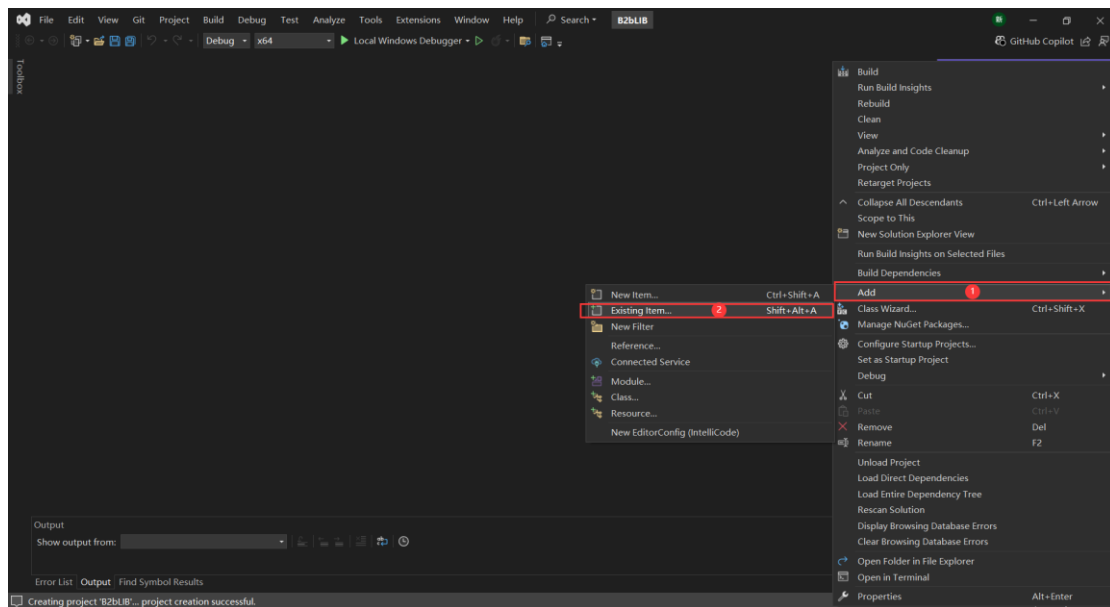 File Edit View Git Project Build Debug Test Analyze Tools Extensions Window Help Search B2bLIB
Debug x64 Local Windows Debugger GitHub Copilot
Toolbox
Build
Run Build Insights
Rebuild
Clean
View
Analyze and Code Cleanup
Project Only
Retarget Projects
Collapse All Descendants Ctrl+Left Arrow
Scope to This
New Solution Explorer View
Run Build Insights on Selected Files
Build Dependencies
Add 1
Class Wizard... Ctrl+Shift+X
Manage NuGet Packages...
Configure Startup Projects...
Set as Startup Project
Debug
Cut Ctrl+X
Paste Ctrl+V
Remove Del
Rename F2
Unload Project
Load Direct Dependencies
Load Entire Dependency Tree
Rescan Solution
Display Browsing Database Errors
Clear Browsing Database Errors
Open Folder in File Explorer
Open in Terminal
Properties Alt+Enter
New Item... Ctrl+Shift+A
Existing Item... 2 Shift+Alt+A
New Filter
Reference...
Connected Service
Module...
Class...
Resource...
New EditorConfig (IntelliCode)
Output
Show output from:
Error List Output Find Symbol Results
Creating project 'B2bLIB'... project creation successful.